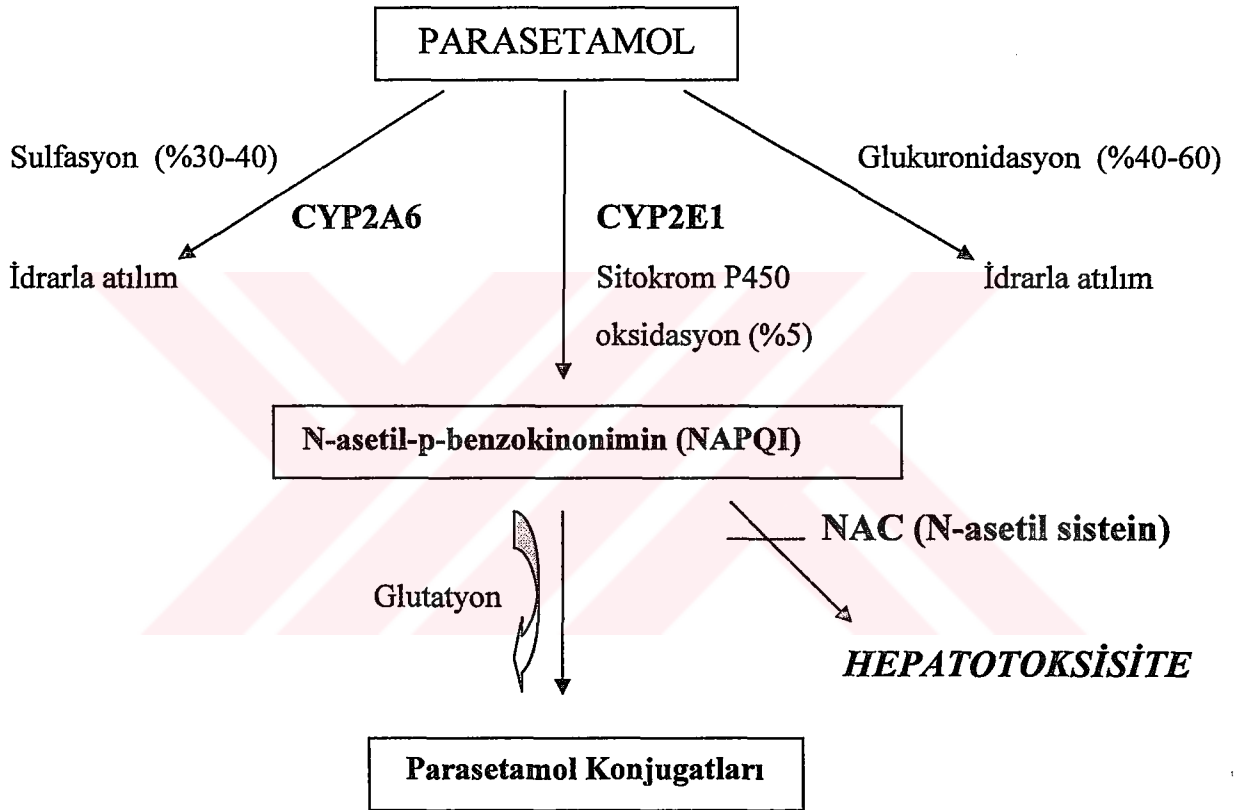 PARASETAMOL
Sulfasyon (%30-40)
Glukuronidasyon (%40-60)
CYP2A6
CYP2E1
İdrarla atılım
Sitokrom P450
İdrarla atılım
oksidasyon (%5)
N-asetil-p-benzokinonimin (NAPQI)
NAC (N-asetil sistein)
Glutatyon
HEPATOTOKSİSİTE
Parasetamol Konjugatları